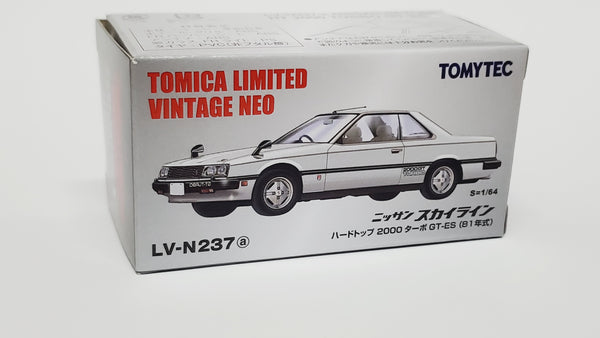 TOMICA LIMITED
VINTAGE NEO
TOMYTEC
S=1/64
ニッサン スカイライン
ハードトップ 2000 ターボ GT-ES (81年式)
LV-N237ⓐ